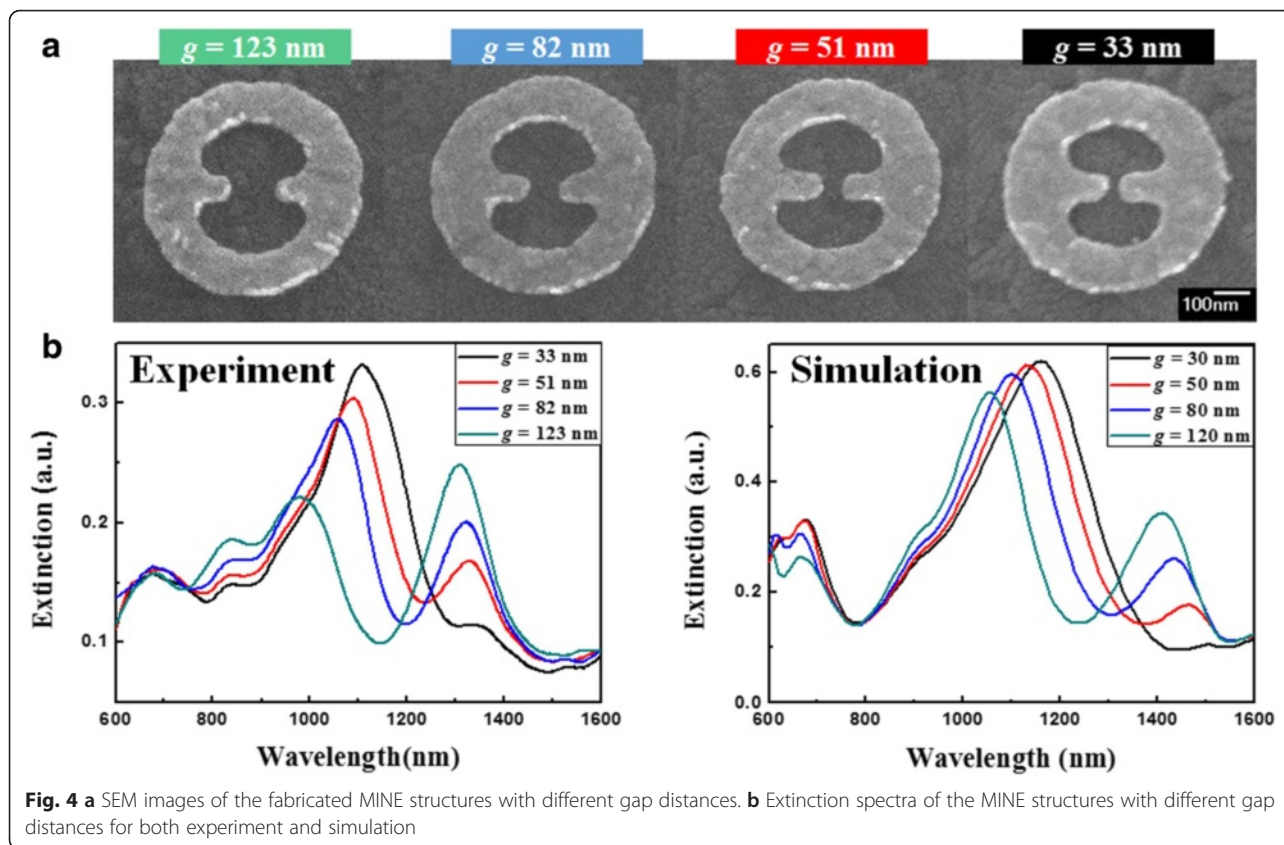 a
g = 123 nm
g = 82 nm
g = 51 nm
g = 33 nm
100nm
b
Experiment
g = 33 nm
g = 51 nm
g = 82 nm
g = 123 nm
Extinction (a.u.)
0.3
0.2
0.1
600
800
1000
1200
1400
1600
Wavelength(nm)
Simulation
g = 30 nm
g = 50 nm
g = 80 nm
g = 120 nm
Extinction (a.u.)
0.6
0.4
0.2
0.0
600
800
1000
1200
1400
1600
Wavelength (nm)
Fig. 4 a SEM images of the fabricated MINE structures with different gap distances. b Extinction spectra of the MINE structures with different gap
distances for both experiment and simulation